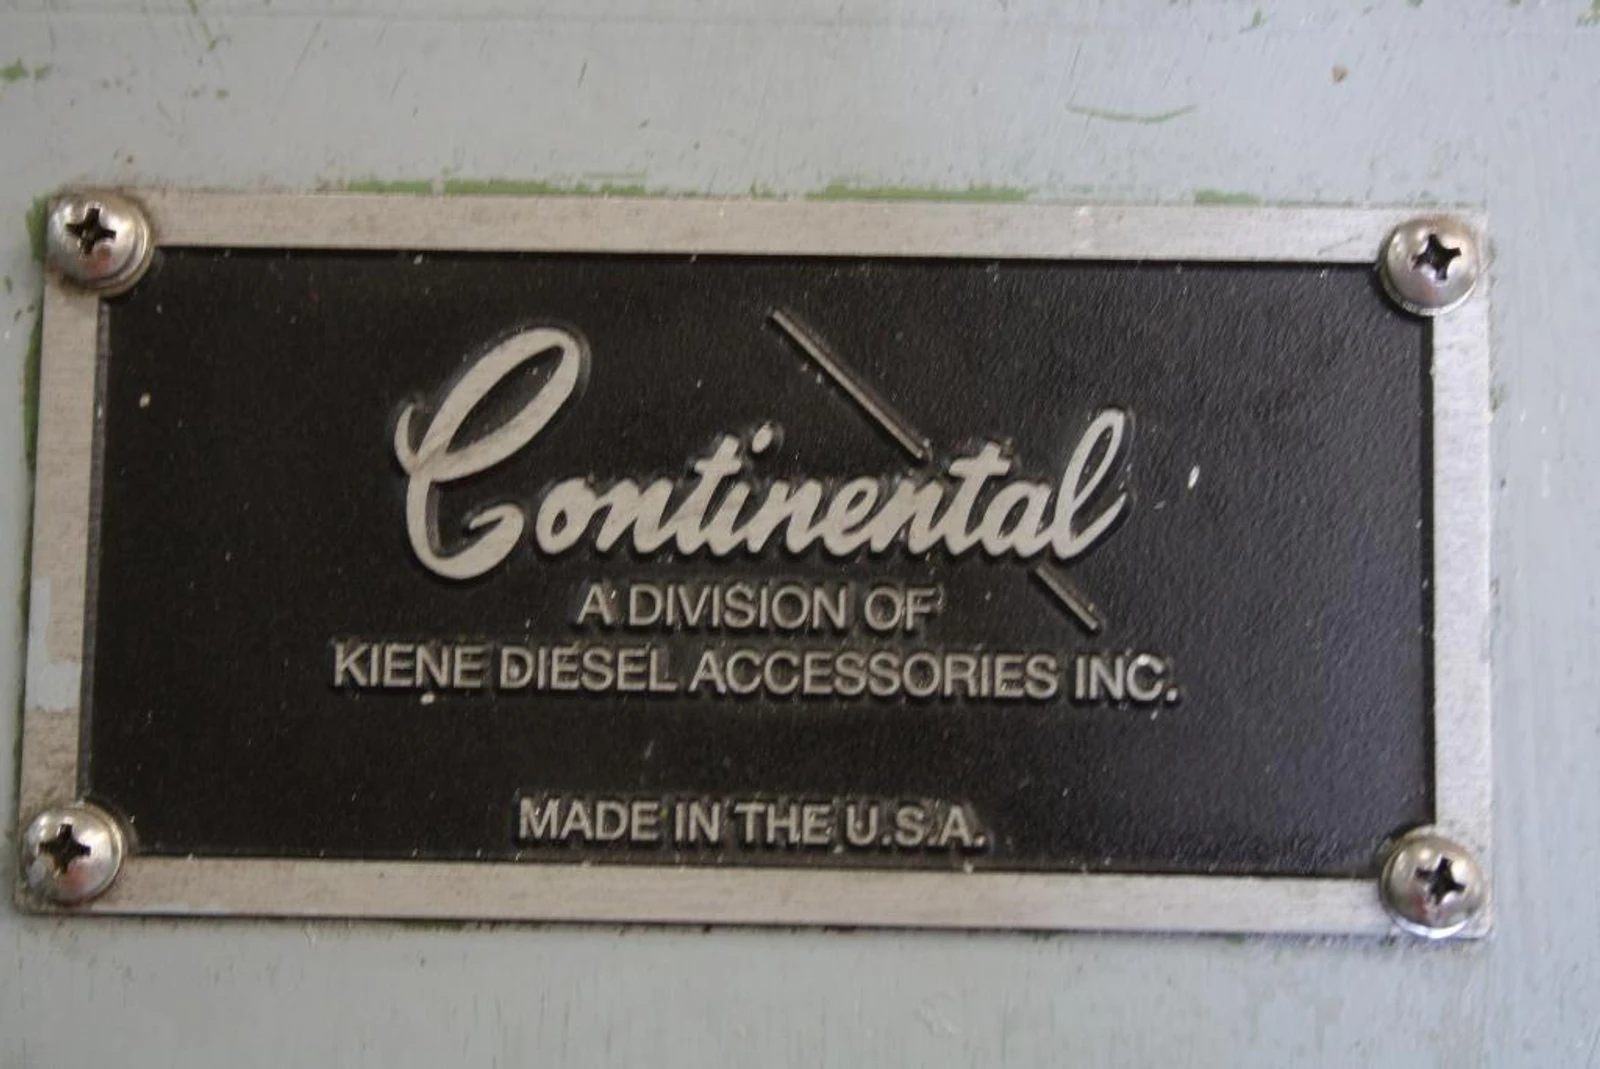 Continental
A DIVISION OF
KIENE DIESEL ACCESSORIES INC.
MADE IN THE U.S.A.